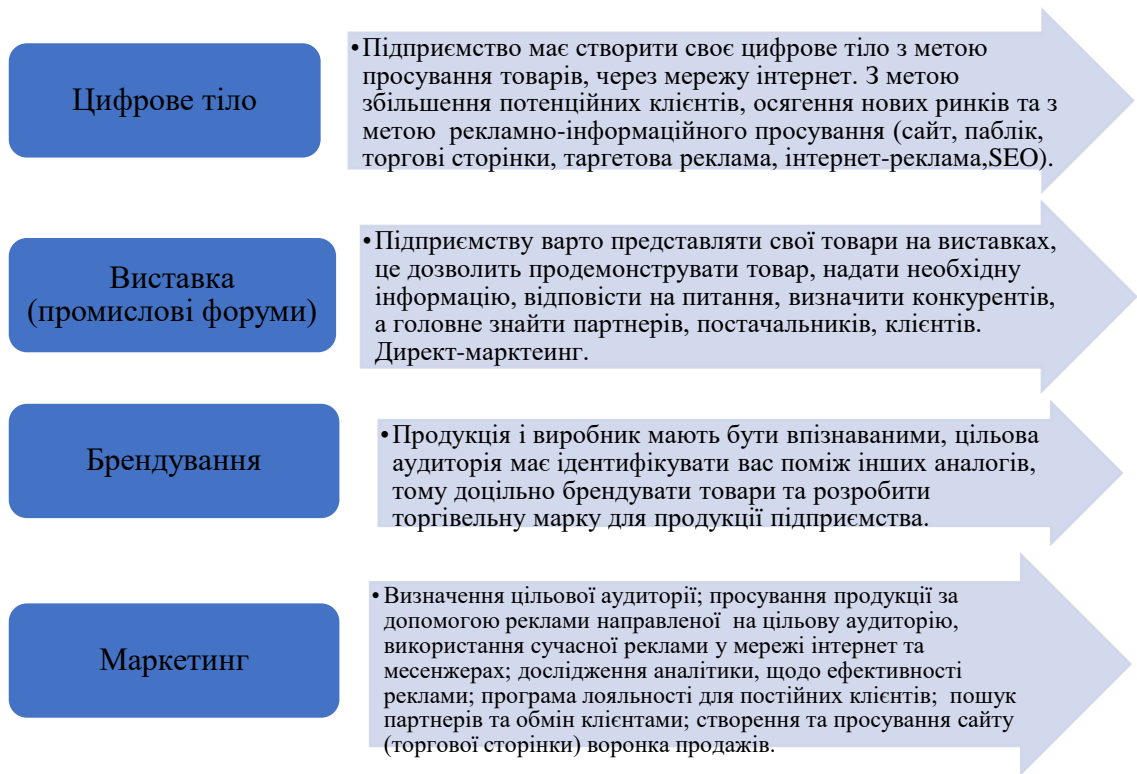 Цифрове тіло
•Підприємство має створити своє цифрове тіло з метою
просування товарів, через мережу інтернет. З метою
збільшення потенційних клієнтів, осягення нових ринків та з
метою рекламно-інформаційного просування (сайт, паблік,
торгові сторінки, таргетова реклама, інтернет-реклама,SEO).
Виставка
(промислові форуми)
•Підприємству варто представляти свої товари на виставках,
це дозволить продемонструвати товар, надати необхідну
інформацію, відповісти на питання, визначити конкурентів,
а головне знайти партнерів, постачальників, клієнтів.
Директ-марктеинг.
Брендування
•Продукція і виробник мають бути впізнаваними, цільова
аудиторія має ідентифікувати вас поміж інших аналогів,
тому доцільно брендувати товари та розробити
торгівельну марку для продукції підприємства.
Маркетинг
•Визначення цільової аудиторії; просування продукції за
допомогою реклами направленої на цільову аудиторію,
використання сучасної реклами у мережі інтернет та
месенжерах; дослідження аналітики, щодо ефективності
реклами; програма лояльності для постійних клієнтів; пошук
партнерів та обмін клієнтами; створення та просування сайту
(торгової сторінки) воронка продажів.